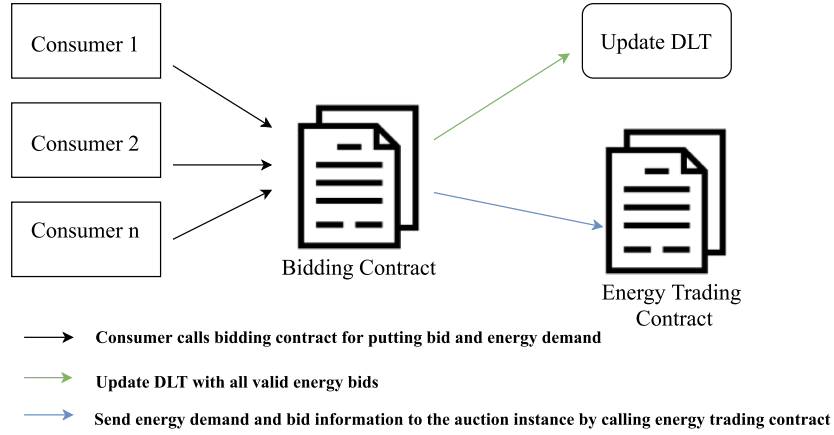 Consumer 1
Update DLT
Consumer 2
Consumer n
Bidding Contract
Energy Trading
Contract
Consumer calls bidding contract for putting bid and energy demand
Update DLT with all valid energy bids
Send energy demand and bid information to the auction instance by calling energy trading contract